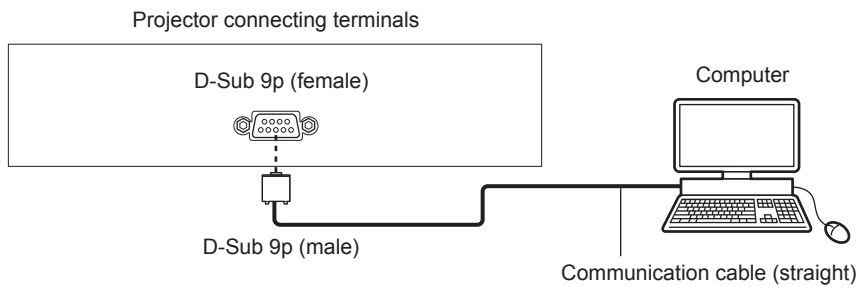 Projector connecting terminals
D-Sub 9p (female)
Computer
D-Sub 9p (male)
Communication cable (straight)